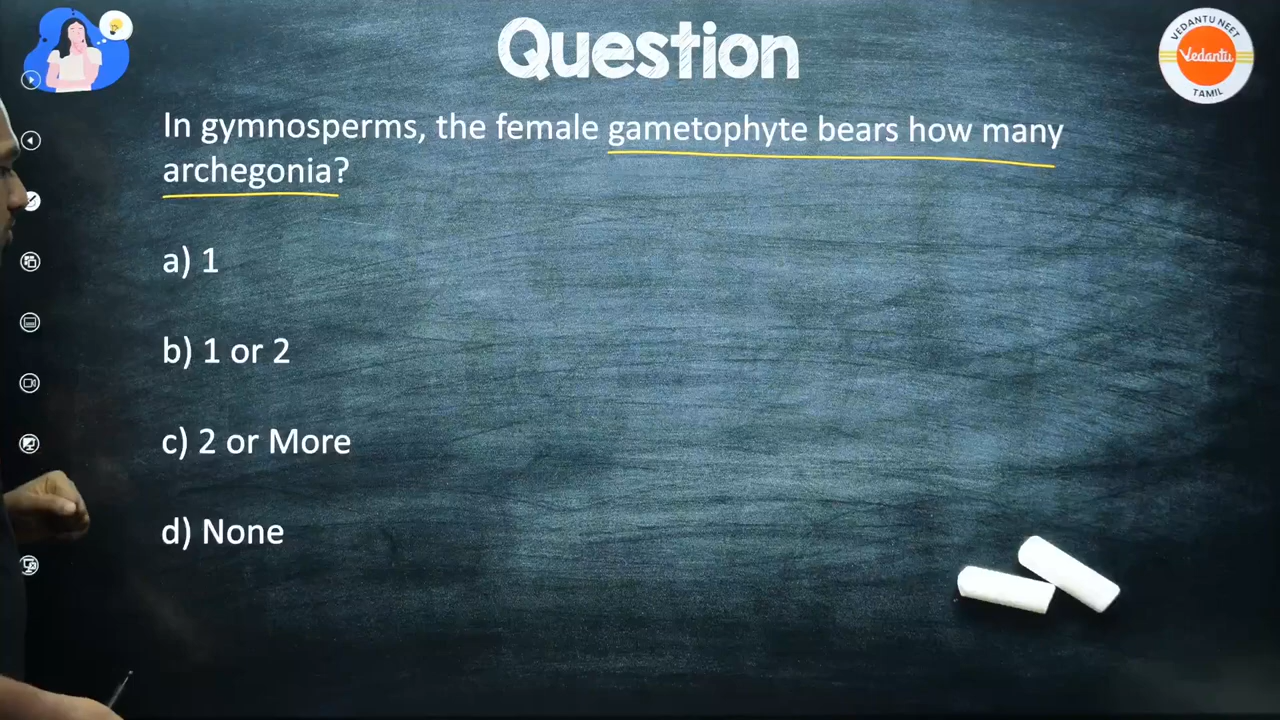 Question
VEDANTU NEET
Vedantu
TAMIL
In gymnosperms, the female gametophyte bears how many
archegonia?
a) 1
b) 1 or 2
c) 2 or More
d) None